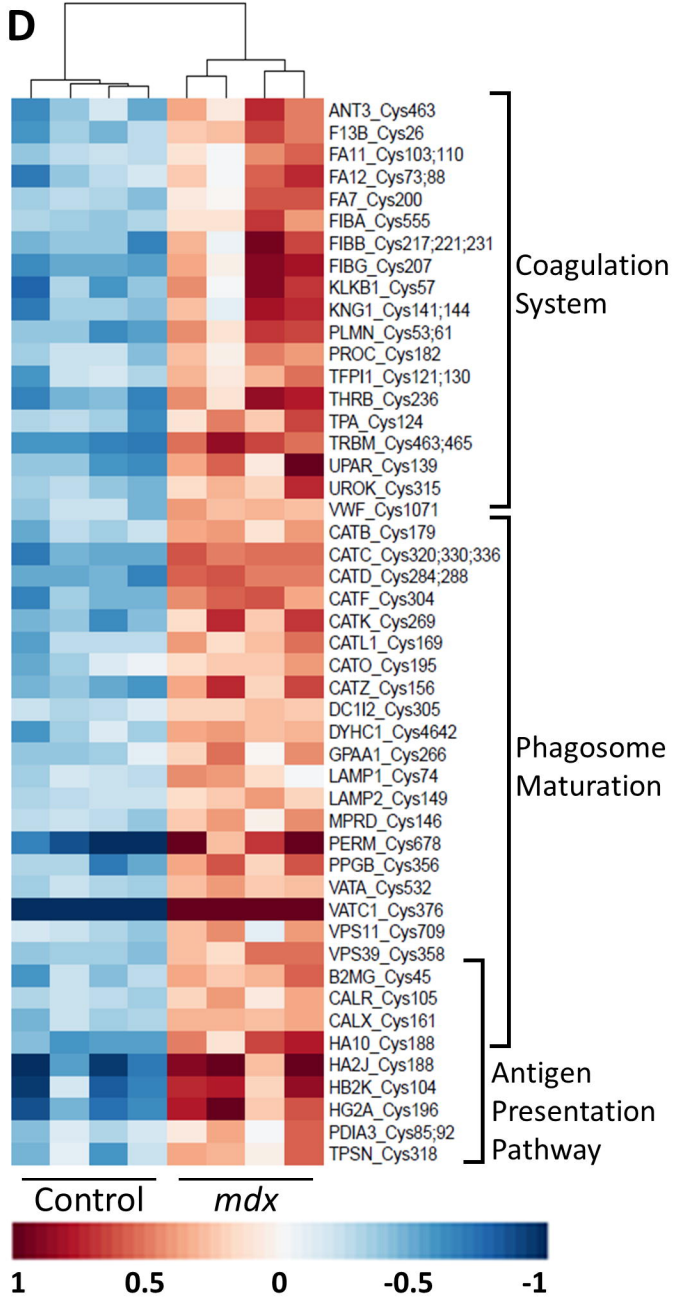 D
ANT3_Cys463
F13B_Cys26
FA11_Cys103;110
FA12_Cys73;88
FA7_Cys200
FIBA_Cys555
FIBB_Cys217;221;231
FIBG_Cys207
KLKB1_Cys57
KNG1_Cys141;144
PLMN_Cys53;61
PROC_Cys182
TFPI1_Cys121;130
THRB_Cys236
TPA_Cys124
TRBM_Cys463;465
UPAR_Cys139
UROK_Cys315
VWF_Cys1071
CATB_Cys179
CATC_Cys320;330;336
CATD_Cys284;288
CATF_Cys304
CATK_Cys269
CATL1_Cys169
CATO_Cys195
CATZ_Cys156
DC1I2_Cys305
DYHC1_Cys4642
GPAA1_Cys266
LAMP1_Cys74
LAMP2_Cys149
MPRD_Cys146
PERM_Cys678
PPGB_Cys356
VATA_Cys532
VATC1_Cys376
VPS11_Cys709
VPS39_Cys358
B2MG_Cys45
CALR_Cys105
CALX_Cys161
HA10_Cys188
HA2J_Cys188
HB2K_Cys104
HG2A_Cys196
PDIA3_Cys85;92
TPSN_Cys318
Coagulation
System
Phagosome
Maturation
Antigen
Presentation
Pathway
Control mdx
1 0.5 0 -0.5 -1